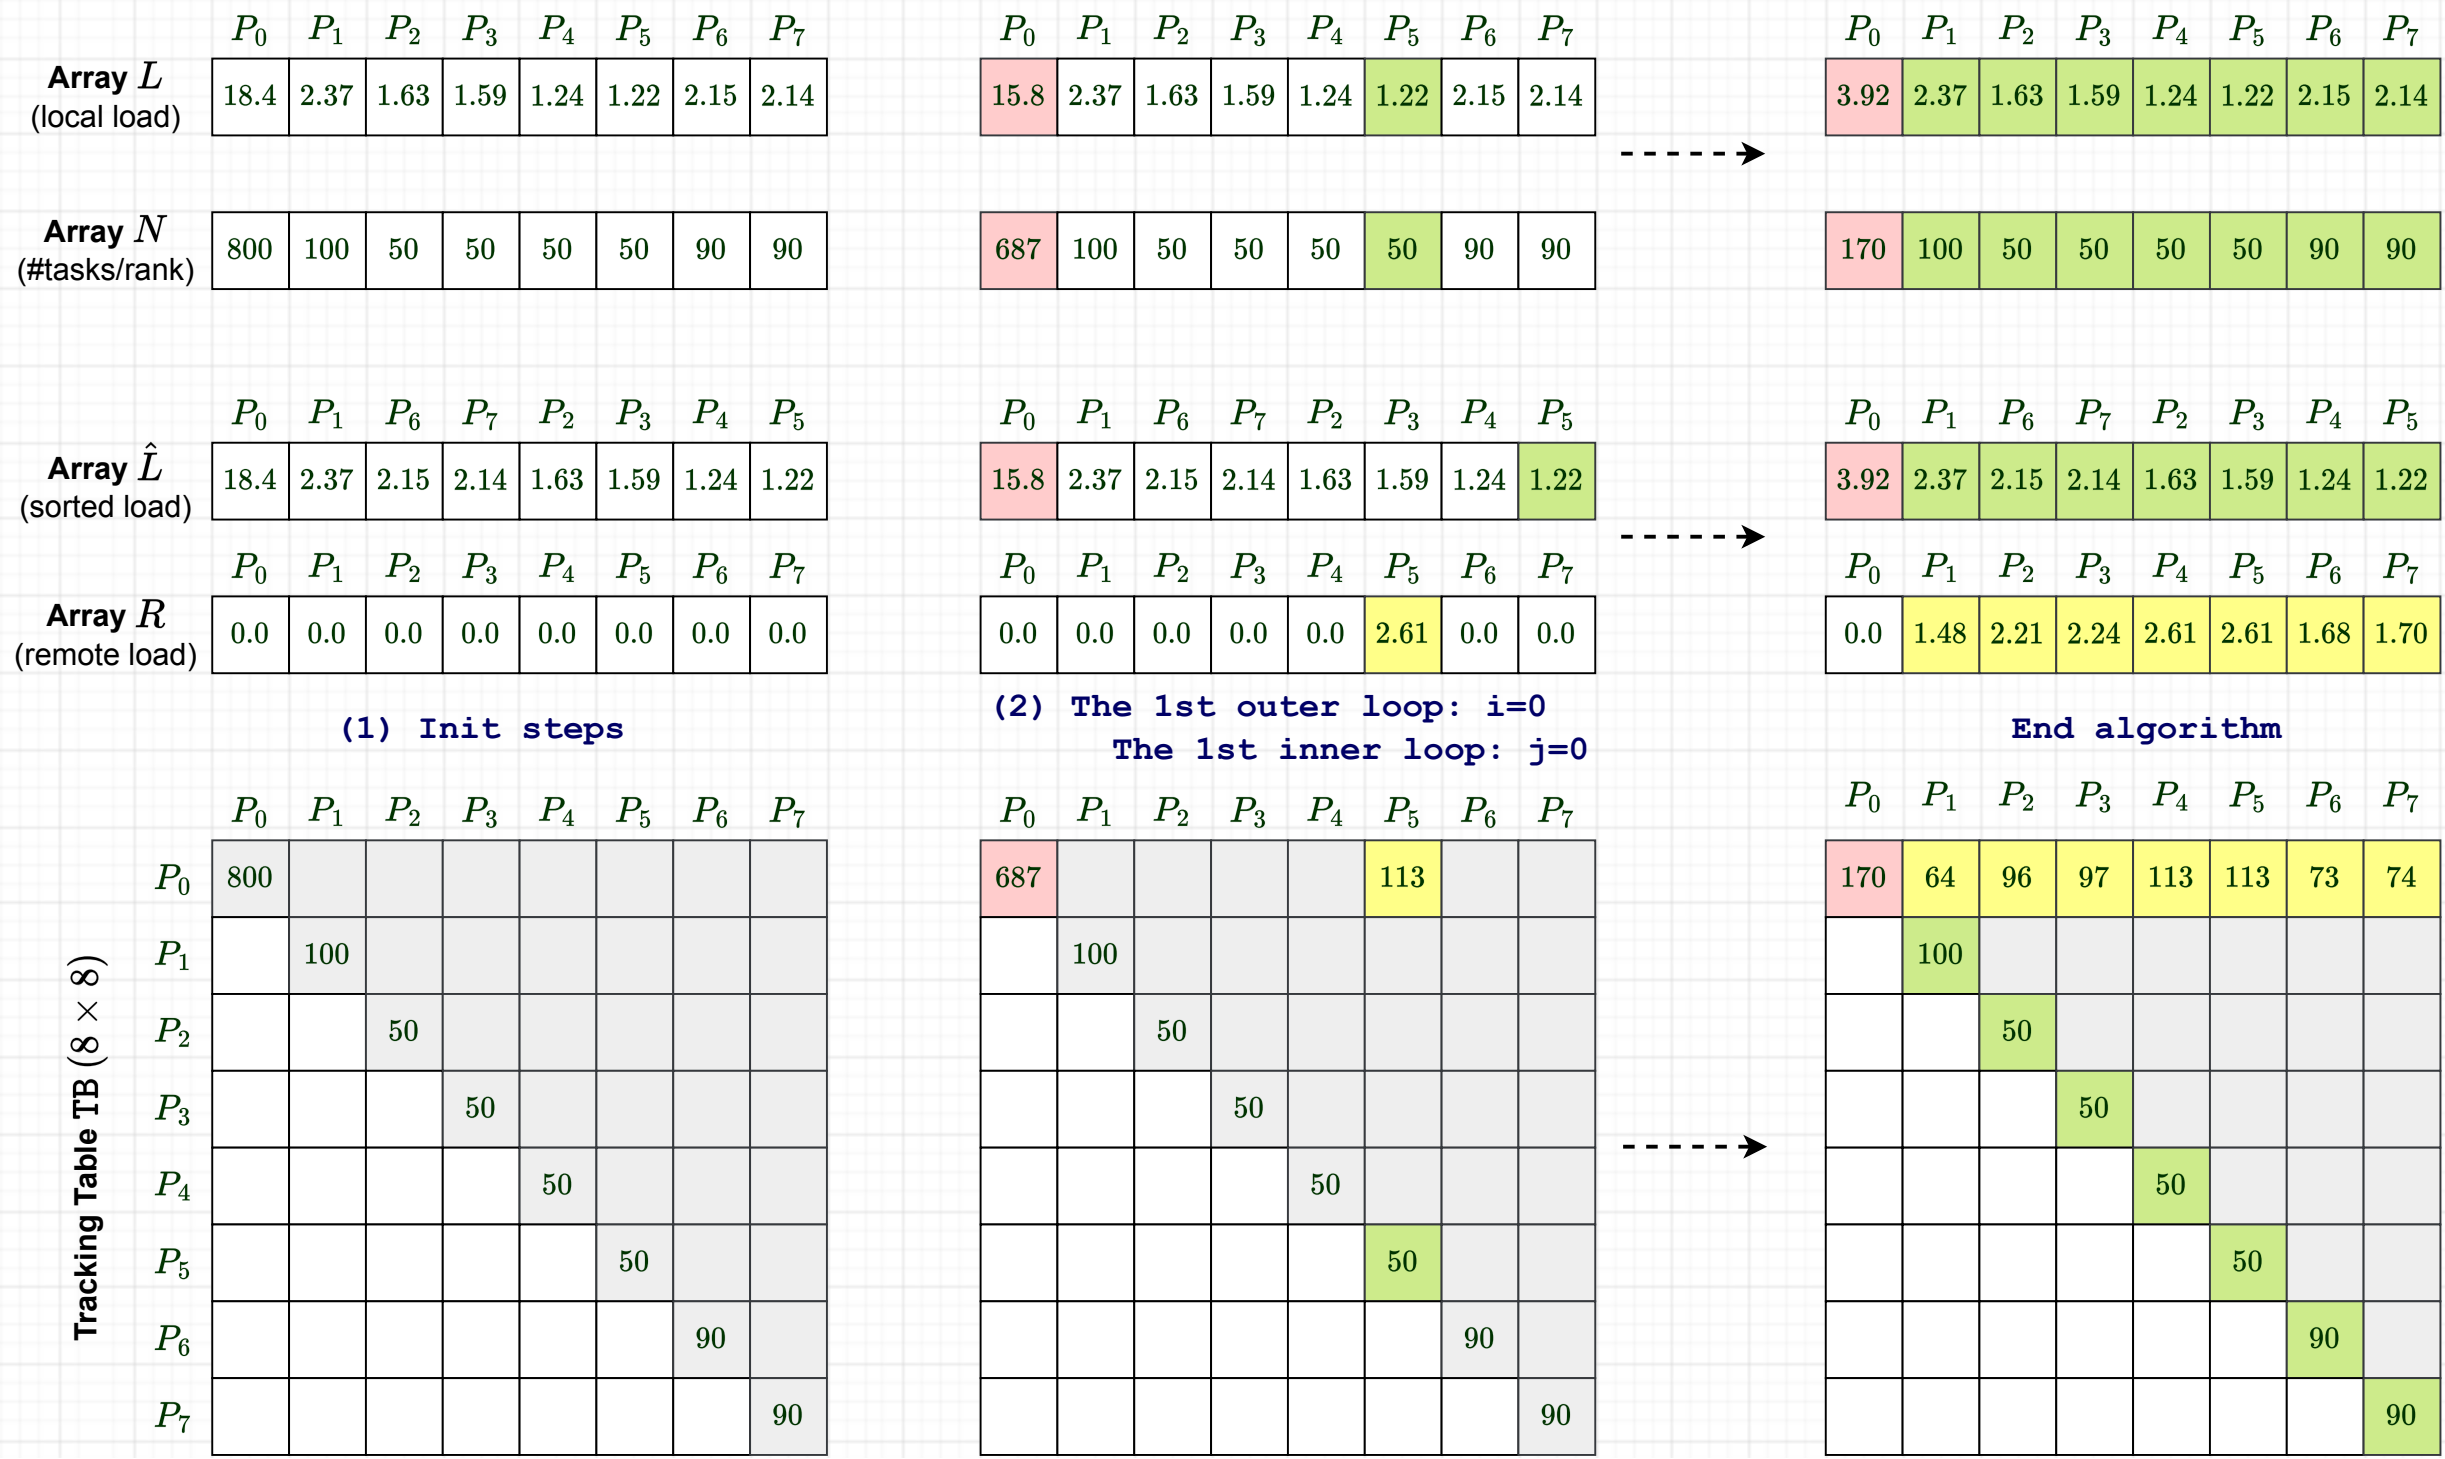 P₀ P₁ P₂ P₃ P₄ P₅ P₆ P₇ P₀ P₁ P₂ P₃ P₄ P₅ P₆ P₇ P₀ P₁ P₂ P₃ P₄ P₅ P₆ P₇
Array L
(local load)
18.4 2.37 1.63 1.59 1.24 1.22 2.15 2.14 15.8 2.37 1.63 1.59 1.24 1.22 2.15 2.14 3.92 2.37 1.63 1.59 1.24 1.22 2.15 2.14
Array N
(#tasks/rank)
800 100 50 50 50 50 90 90 687 100 50 50 50 50 90 90 170 100 50 50 50 50 90 90
P₀ P₁ P₆ P₇ P₂ P₃ P₄ P₅ P₀ P₁ P₆ P₇ P₂ P₃ P₄ P₅ P₀ P₁ P₆ P₇ P₂ P₃ P₄ P₅
Array L̂
(sorted load)
18.4 2.37 2.15 2.14 1.63 1.59 1.24 1.22 15.8 2.37 2.15 2.14 1.63 1.59 1.24 1.22 3.92 2.37 2.15 2.14 1.63 1.59 1.24 1.22
P₀ P₁ P₂ P₃ P₄ P₅ P₆ P₇ P₀ P₁ P₂ P₃ P₄ P₅ P₆ P₇ P₀ P₁ P₂ P₃ P₄ P₅ P₆ P₇
Array R
(remote load)
0.0 0.0 0.0 0.0 0.0 0.0 0.0 0.0 0.0 0.0 0.0 0.0 0.0 2.61 0.0 0.0 0.0 1.48 2.21 2.24 2.61 2.61 1.68 1.70
(1) Init steps
(2) The 1st outer loop: i=0
The 1st inner loop: j=0
End algorithm
P₀ P₁ P₂ P₃ P₄ P₅ P₆ P₇ P₀ P₁ P₂ P₃ P₄ P₅ P₆ P₇ P₀ P₁ P₂ P₃ P₄ P₅ P₆ P₇
Tracking Table TB (8 × 8)
P₀ 800 687 113 170 64 96 97 113 113 73 74
P₁ 100 100 100
P₂ 50 50 50
P₃ 50 50 50
P₄ 50 50 50
P₅ 50 50 50
P₆ 90 90 90
P₇ 90 90 90